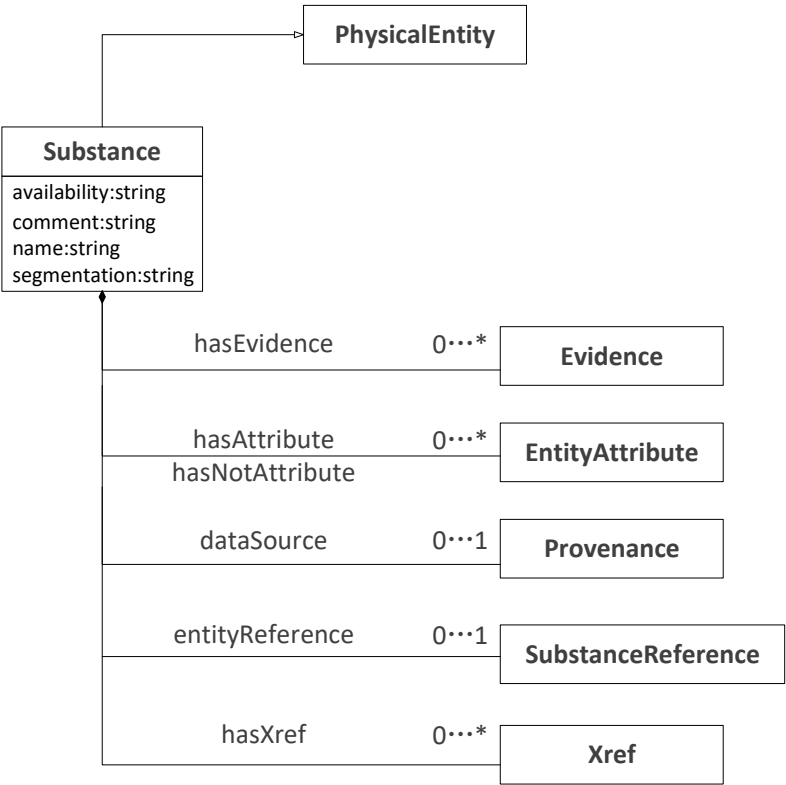 PhysicalEntity
Substance
availability:string
comment:string
name:string
segmentation:string
hasEvidence 0···*
Evidence
hasAttribute 0···*
hasNotAttribute
EntityAttribute
dataSource 0···1
Provenance
entityReference 0···1
SubstanceReference
hasXref 0···*
Xref